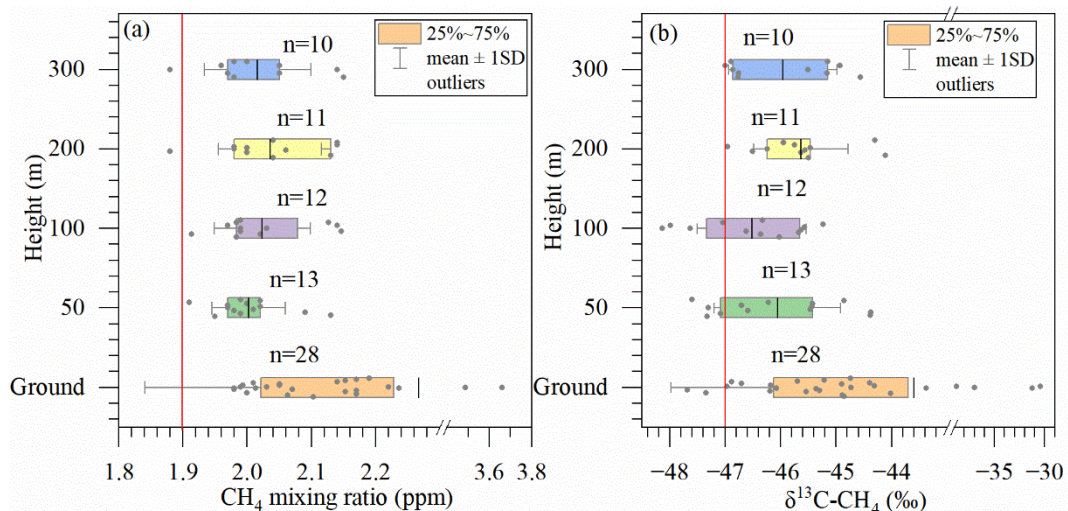 (a)
n=10
25%~75%
mean ± 1SD
outliers
300
n=11
200
n=12
100
n=13
50
n=28
Ground
Height (m)
1.8 1.9 2.0 2.1 2.2 3.6 3.8
CH₄ mixing ratio (ppm)
(b)
n=10
25%~75%
mean ± 1SD
outliers
300
n=11
200
n=12
100
n=13
50
n=28
Ground
Height (m)
−48 −47 −46 −45 −44 −35 −30
δ¹³C-CH₄ (‰)